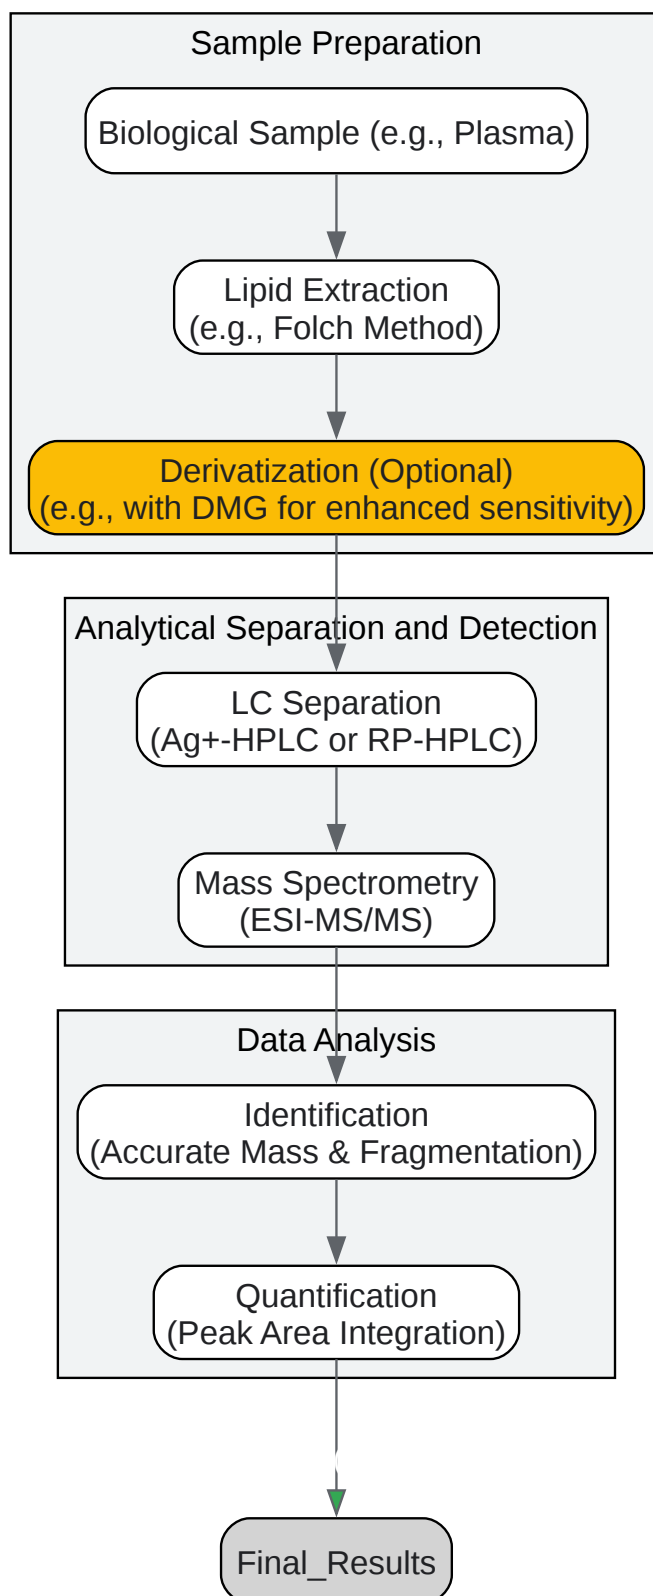 Sample Preparation
Biological Sample (e.g., Plasma)
Lipid Extraction
(e.g., Folch Method)
Derivatization (Optional)
(e.g., with DMG for enhanced sensitivity)
Analytical Separation and Detection
LC Separation
(Ag+-HPLC or RP-HPLC)
Mass Spectrometry
(ESI-MS/MS)
Data Analysis
Identification
(Accurate Mass & Fragmentation)
Quantification
(Peak Area Integration)
Final_Results